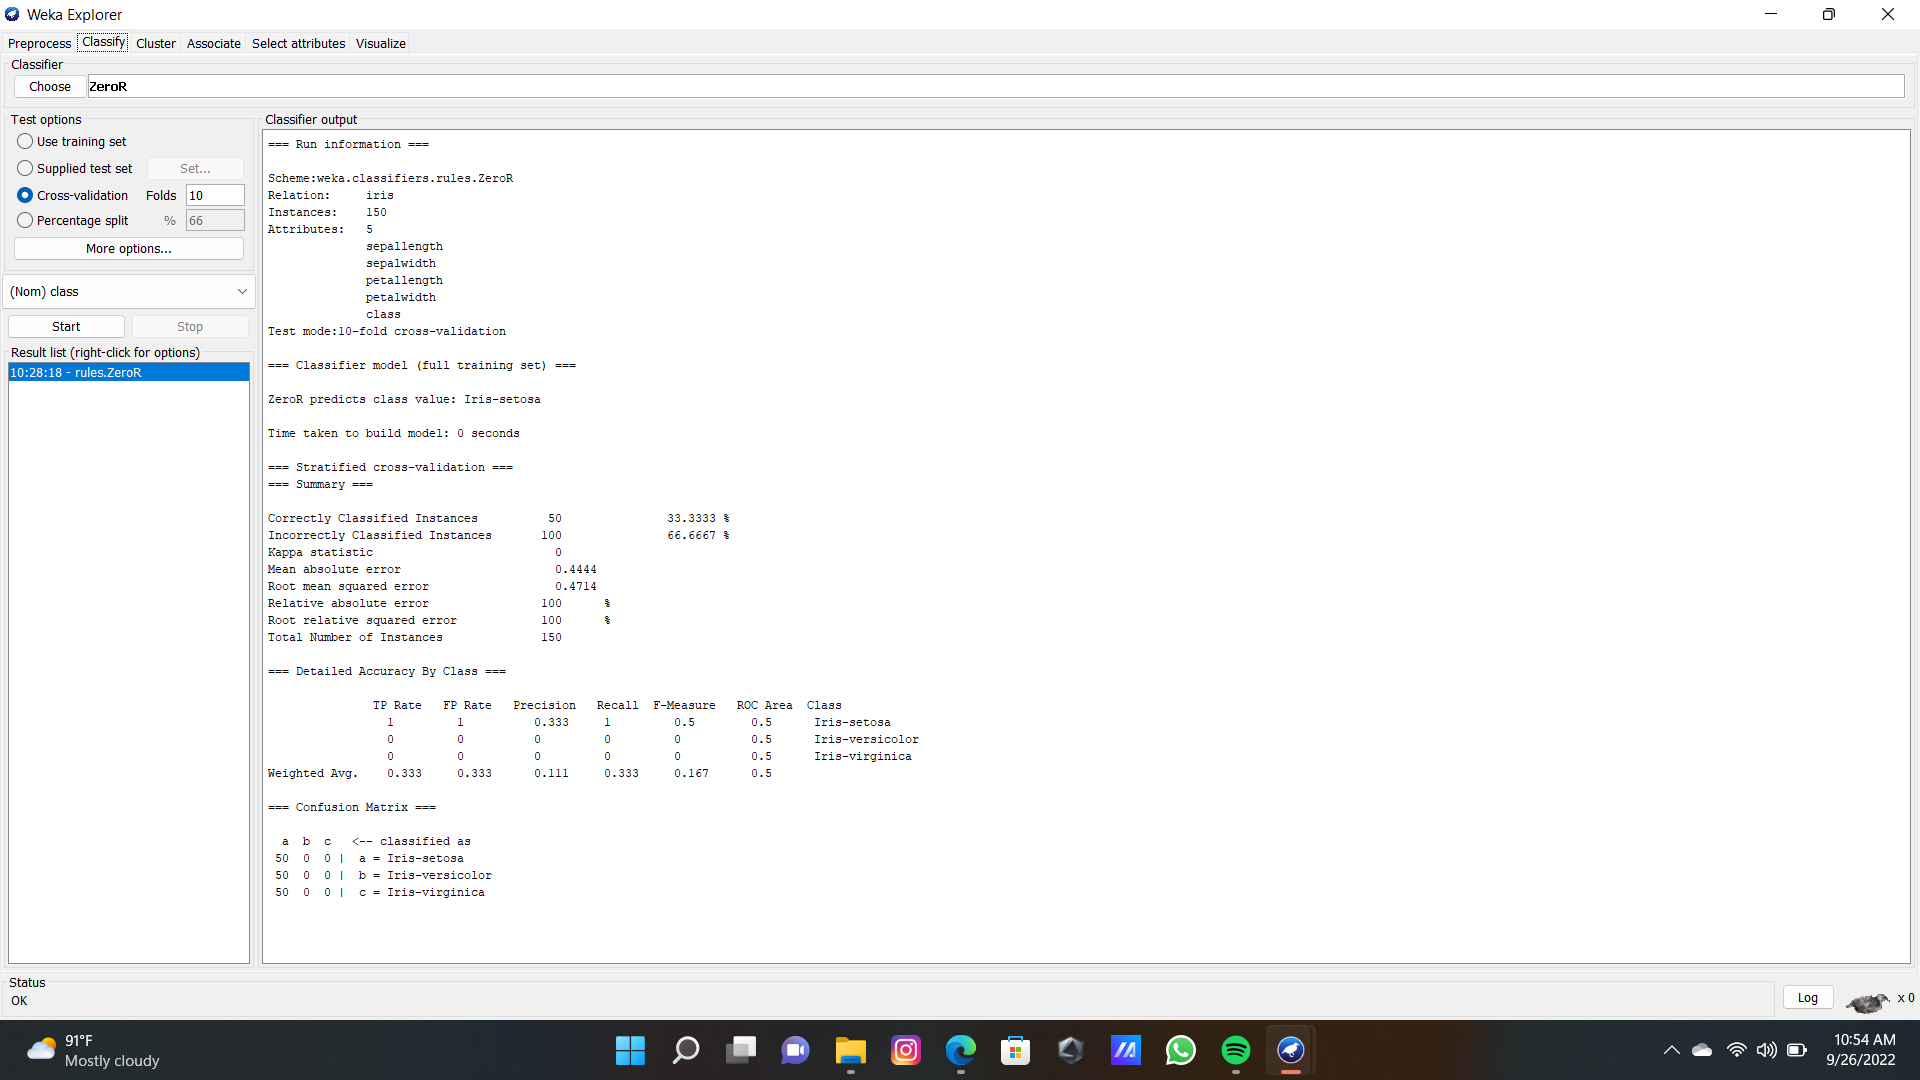 Weka Explorer
Preprocess Classify Cluster Associate Select attributes Visualize
Classifier
Choose ZeroR
Test options
Use training set
Supplied test set Set...
Cross-validation Folds 10
Percentage split % 66
More options...
(Nom) class
Start Stop
Result list (right-click for options)
10:28:18 - rules.ZeroR
Classifier output
=== Run information ===
Scheme:weka.classifiers.rules.ZeroR
Relation: iris
Instances: 150
Attributes: 5
sepallength
sepalwidth
petallength
petalwidth
class
Test mode:10-fold cross-validation
=== Classifier model (full training set) ===
ZeroR predicts class value: Iris-setosa
Time taken to build model: 0 seconds
=== Stratified cross-validation ===
=== Summary ===
Correctly Classified Instances 50 33.3333 %
Incorrectly Classified Instances 100 66.6667 %
Kappa statistic 0
Mean absolute error 0.4444
Root mean squared error 0.4714
Relative absolute error 100 %
Root relative squared error 100 %
Total Number of Instances 150
=== Detailed Accuracy By Class ===
TP Rate FP Rate Precision Recall F-Measure ROC Area Class
1 1 0.333 1 0.5 0.5 Iris-setosa
0 0 0 0 0 0.5 Iris-versicolor
0 0 0 0 0 0.5 Iris-virginica
Weighted Avg. 0.333 0.333 0.111 0.333 0.167 0.5
=== Confusion Matrix ===
a b c <-- classified as
50 0 0 | a = Iris-setosa
50 0 0 | b = Iris-versicolor
50 0 0 | c = Iris-virginica
Status
OK
Log x 0
91°F
Mostly cloudy
10:54 AM
9/26/2022